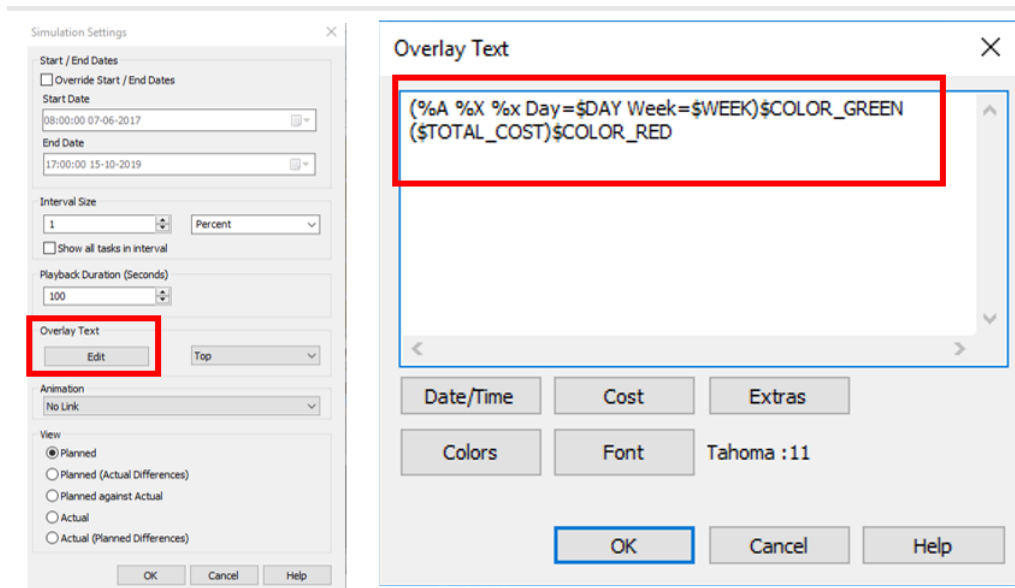 Simulation Settings
Start / End Dates
Override Start / End Dates
Start Date
08:00:00 07-06-2017
End Date
17:00:00 15-10-2019
Interval Size
1
Percent
Show all tasks in interval
Playback Duration (Seconds)
100
Overlay Text
Edit
Top
Animation
No Link
View
Planned
Planned (Actual Differences)
Planned against Actual
Actual
Actual (Planned Differences)
OK Cancel Help
Overlay Text
(%A %X %x Day=$DAY Week=$WEEK)$COLOR_GREEN
($TOTAL_COST)$COLOR_RED
Date/Time Cost Extras
Colors Font Tahoma :11
OK Cancel Help